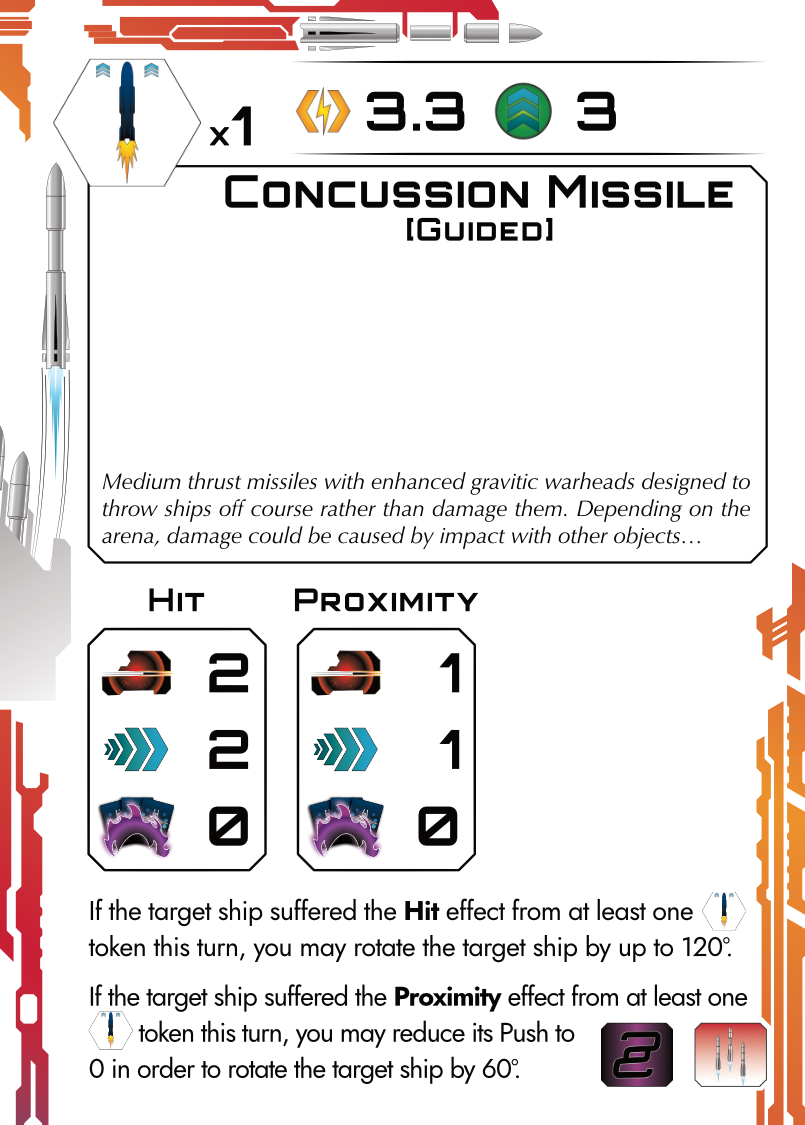 x1 3.3 3
Concussion Missile
[Guided]
Medium thrust missiles with enhanced gravitic warheads designed to
throw ships off course rather than damage them. Depending on the
arena, damage could be caused by impact with other objects…
Hit Proximity
2 1
2 1
0 0
If the target ship suffered the Hit effect from at least one
token this turn, you may rotate the target ship by up to 120°.
If the target ship suffered the Proximity effect from at least one
token this turn, you may reduce its Push to
0 in order to rotate the target ship by 60°.
2